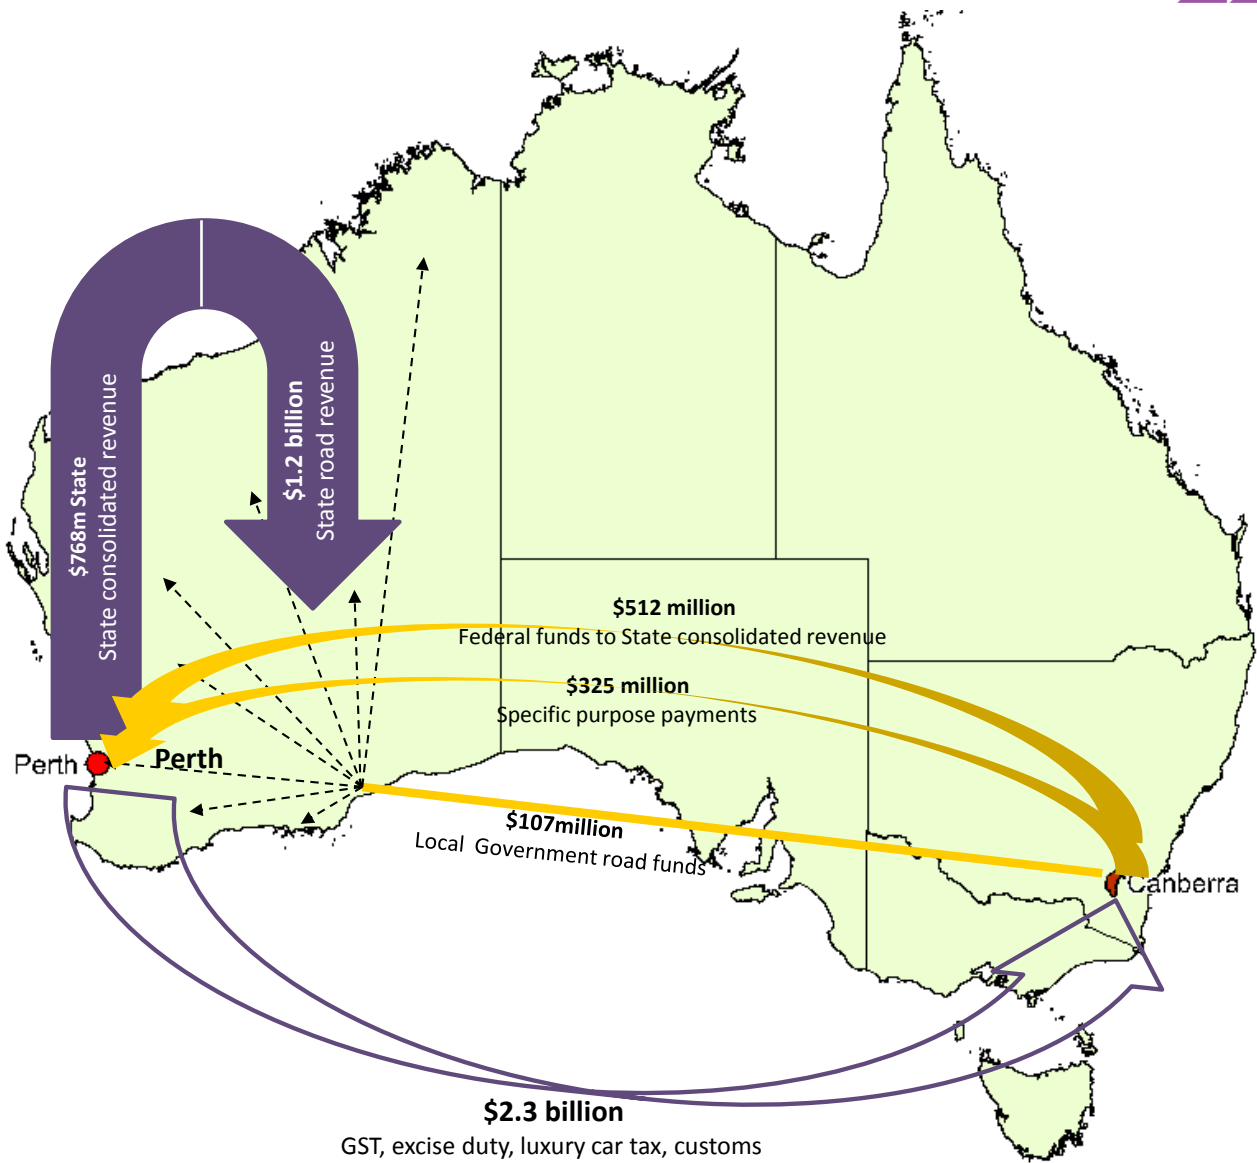 $768m State
State consolidated revenue
$1.2 billion
State road revenue
$512 million
Federal funds to State consolidated revenue
$325 million
Specific purpose payments
Perth
Perth
$107million
Local Government road funds
Canberra
$2.3 billion
GST, excise duty, luxury car tax, customs